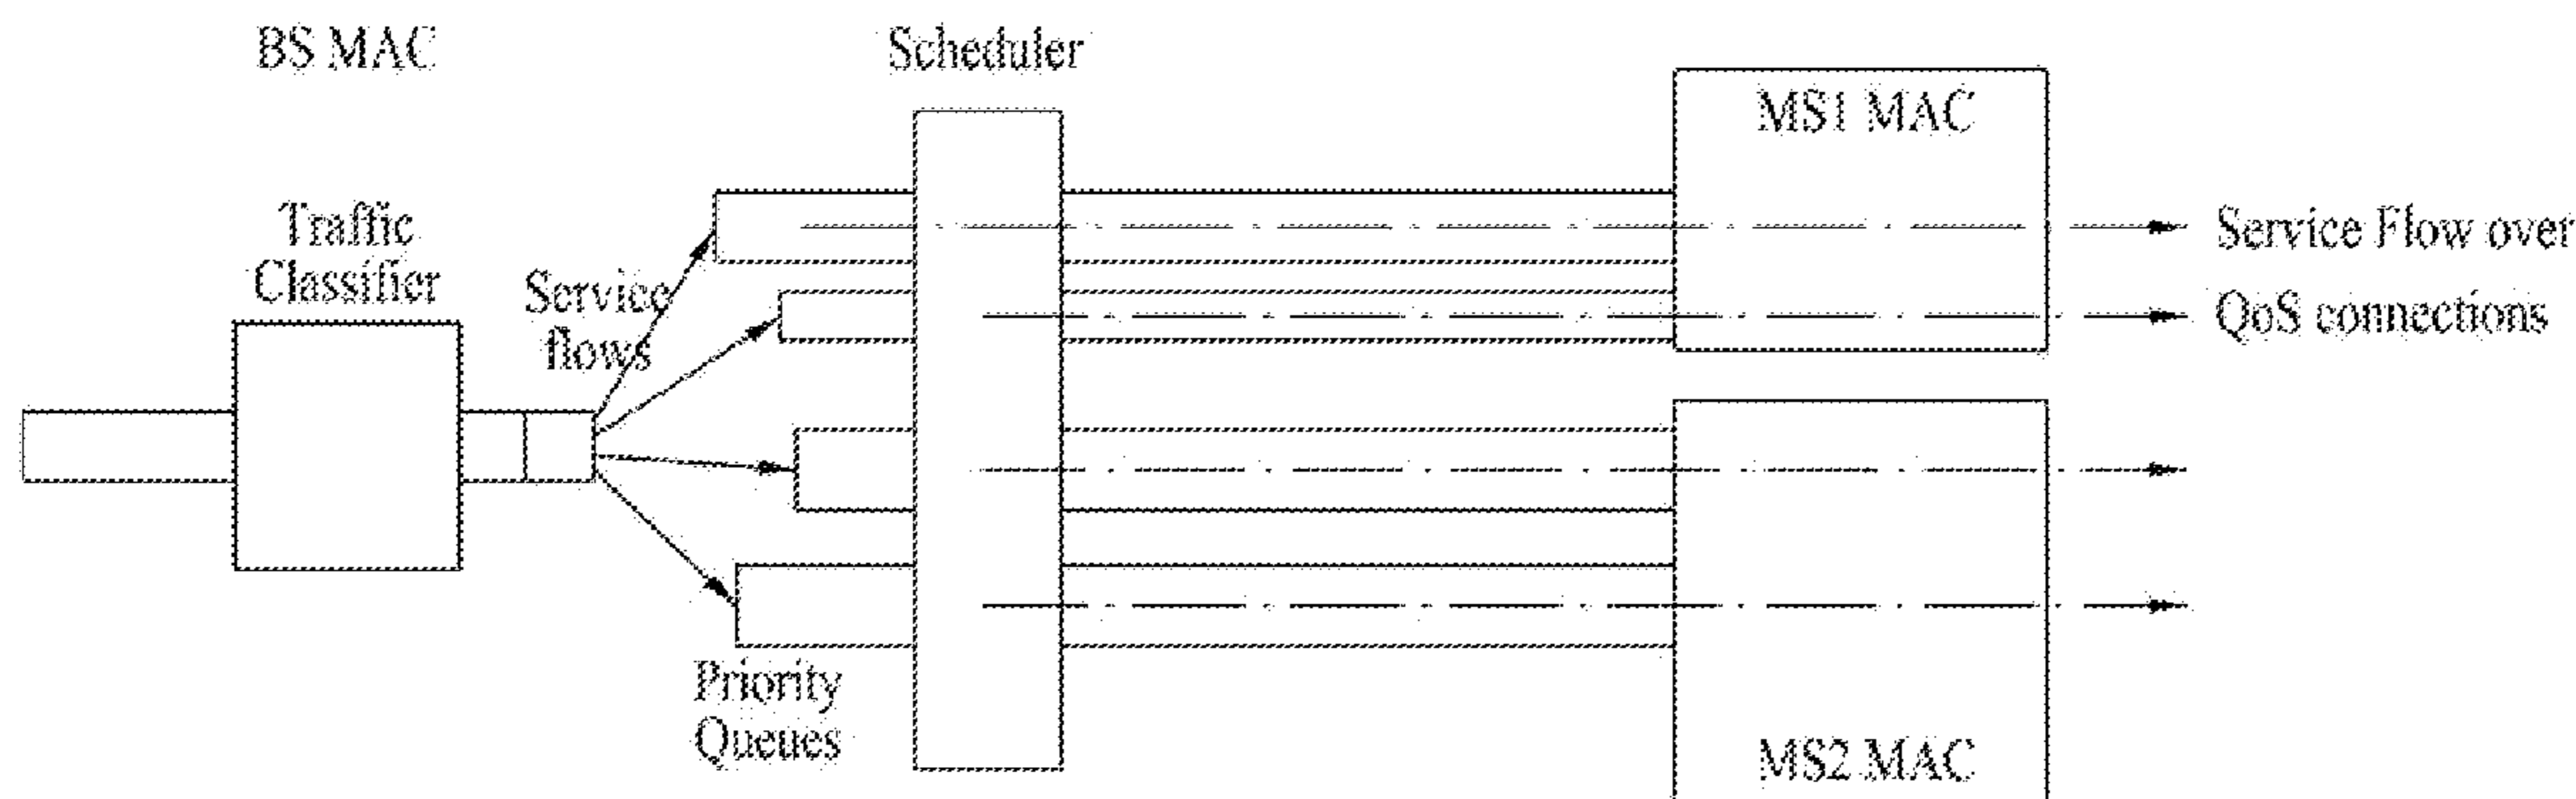 BS MAC
Scheduler
MS1 MAC
Traffic
Classifier
Service
flows
Service Flow over
QoS connections
Priority
Queues
MS2 MAC